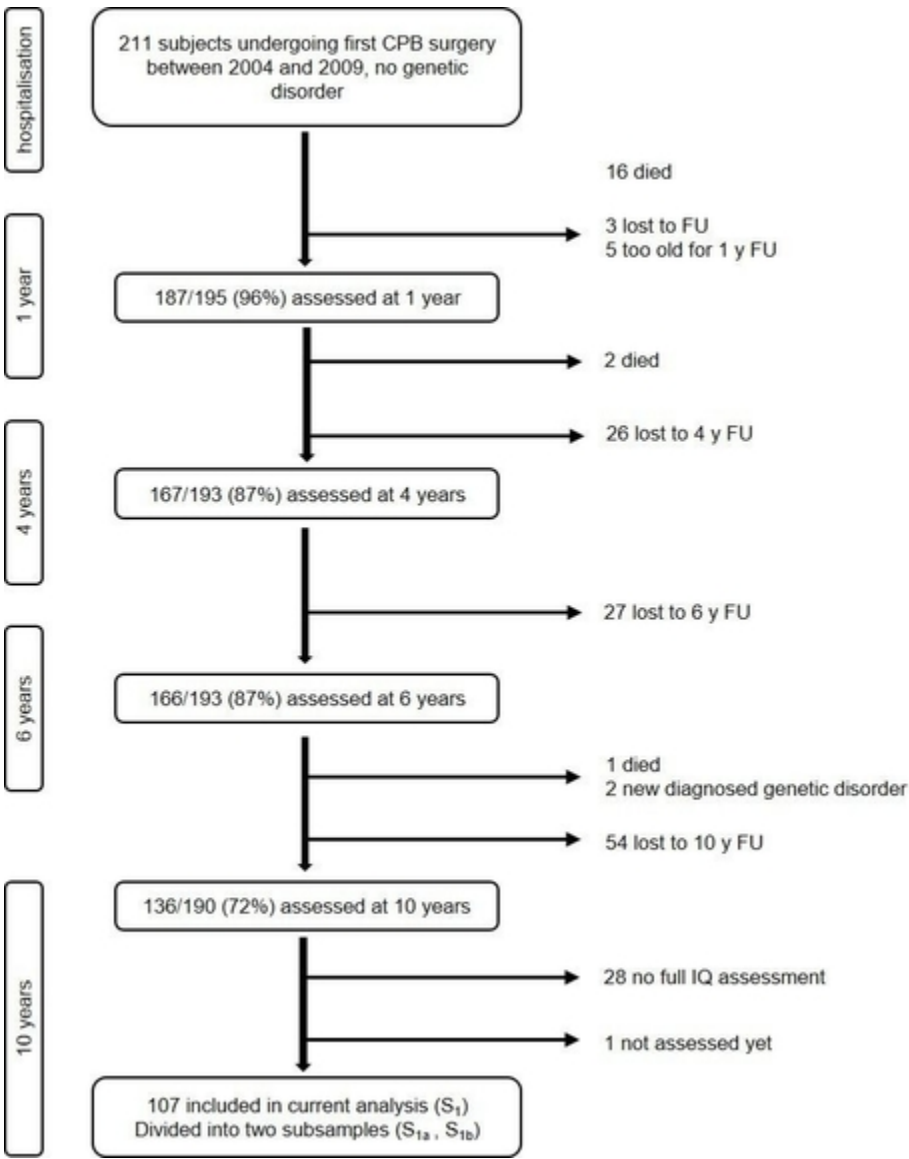 hospitalisation
211 subjects undergoing first CPB surgery
between 2004 and 2009, no genetic
disorder
16 died
3 lost to FU
5 too old for 1 y FU
1 year
187/195 (96%) assessed at 1 year
2 died
26 lost to 4 y FU
4 years
167/193 (87%) assessed at 4 years
27 lost to 6 y FU
6 years
166/193 (87%) assessed at 6 years
1 died
2 new diagnosed genetic disorder
54 lost to 10 y FU
10 years
136/190 (72%) assessed at 10 years
28 no full IQ assessment
1 not assessed yet
107 included in current analysis (S₁)
Divided into two subsamples (S₁ₐ , S₁b)